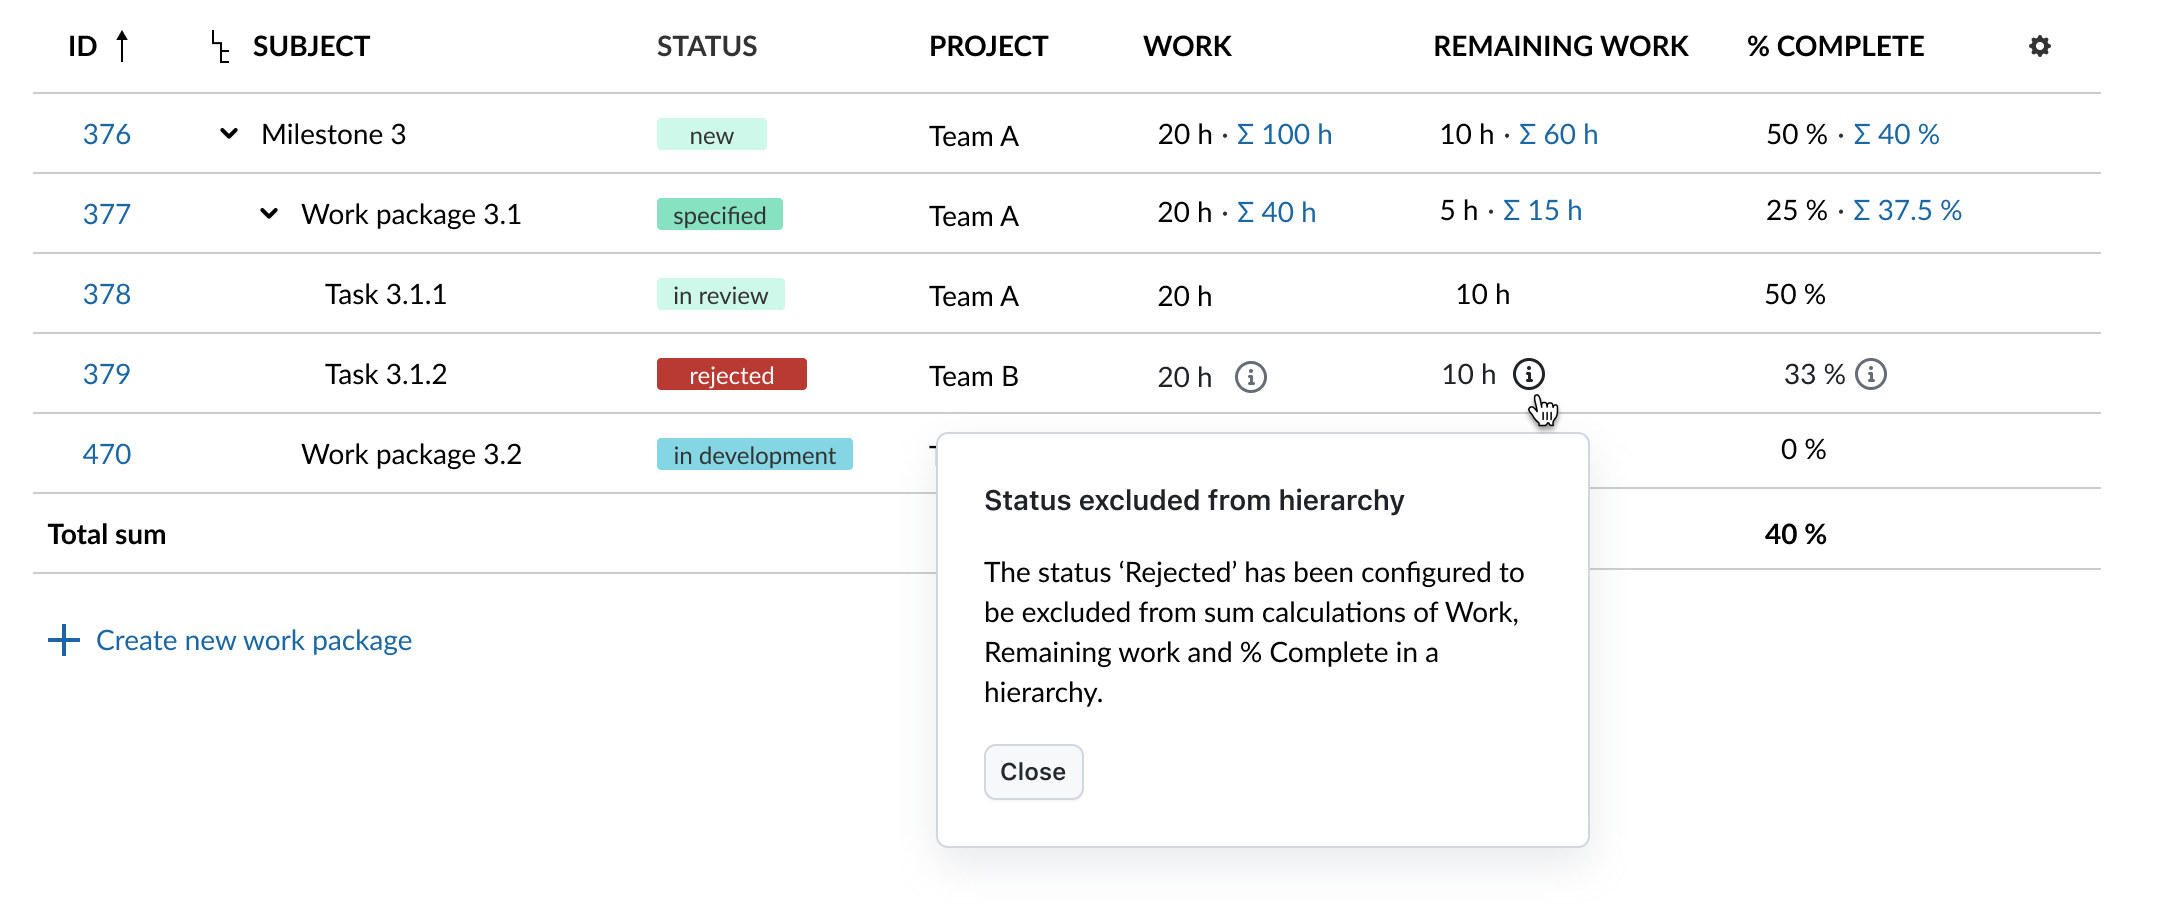 ID SUBJECT STATUS PROJECT WORK REMAINING WORK % COMPLETE
376 Milestone 3 new Team A 20 h · Σ 100 h 10 h · Σ 60 h 50 % · Σ 40 %
377 Work package 3.1 specified Team A 20 h · Σ 40 h 5 h · Σ 15 h 25 % · Σ 37.5 %
378 Task 3.1.1 in review Team A 20 h 10 h 50 %
379 Task 3.1.2 rejected Team B 20 h 10 h 33 %
470 Work package 3.2 in development 0 %
Total sum 40 %
Create new work package
Status excluded from hierarchy
The status ‘Rejected’ has been configured to
be excluded from sum calculations of Work,
Remaining work and % Complete in a
hierarchy.
Close